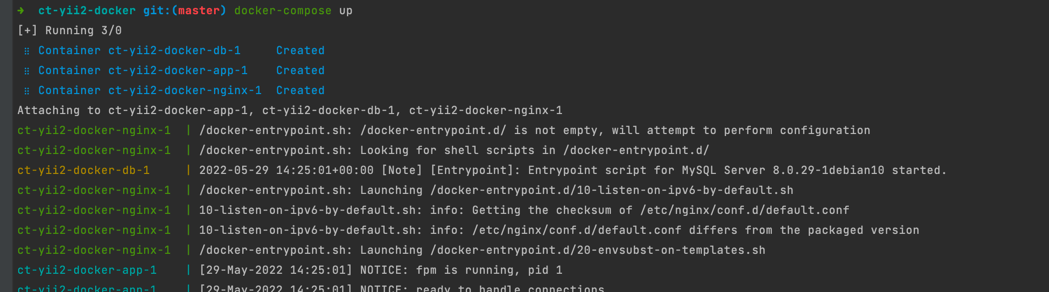 ➜  ct-yii2-docker git:(master) docker-compose up
[+] Running 3/0
 ⠿ Container ct-yii2-docker-db-1     Created
 ⠿ Container ct-yii2-docker-app-1    Created
 ⠿ Container ct-yii2-docker-nginx-1  Created
Attaching to ct-yii2-docker-app-1, ct-yii2-docker-db-1, ct-yii2-docker-nginx-1
ct-yii2-docker-nginx-1  | /docker-entrypoint.sh: /docker-entrypoint.d/ is not empty, will attempt to perform configuration
ct-yii2-docker-nginx-1  | /docker-entrypoint.sh: Looking for shell scripts in /docker-entrypoint.d/
ct-yii2-docker-db-1     | 2022-05-29 14:25:01+00:00 [Note] [Entrypoint]: Entrypoint script for MySQL Server 8.0.29-1debian10 started.
ct-yii2-docker-nginx-1  | /docker-entrypoint.sh: Launching /docker-entrypoint.d/10-listen-on-ipv6-by-default.sh
ct-yii2-docker-nginx-1  | 10-listen-on-ipv6-by-default.sh: info: Getting the checksum of /etc/nginx/conf.d/default.conf
ct-yii2-docker-nginx-1  | 10-listen-on-ipv6-by-default.sh: info: /etc/nginx/conf.d/default.conf differs from the packaged version
ct-yii2-docker-nginx-1  | /docker-entrypoint.sh: Launching /docker-entrypoint.d/20-envsubst-on-templates.sh
ct-yii2-docker-app-1    | [29-May-2022 14:25:01] NOTICE: fpm is running, pid 1
ct-yii2-docker-app-1    | [29-May-2022 14:25:01] NOTICE: ready to handle connections